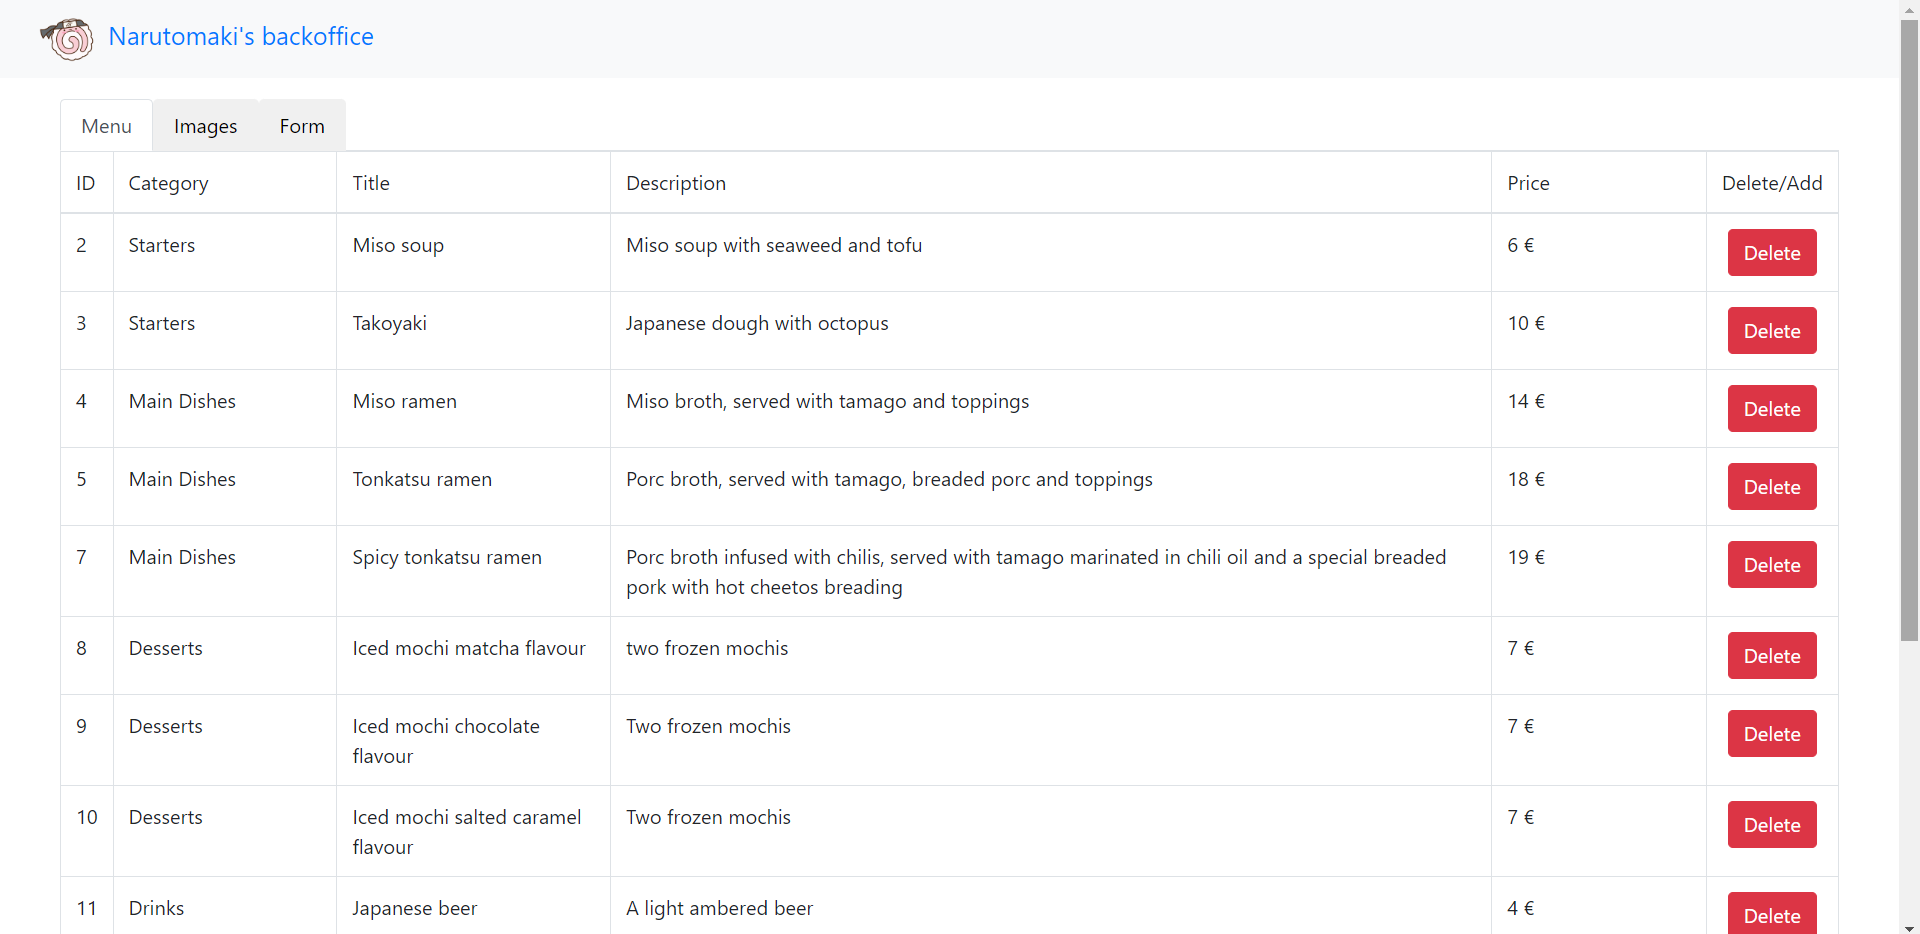 Narutomaki's backoffice
Menu Images Form
ID Category Title Description Price Delete/Add
2 Starters Miso soup Miso soup with seaweed and tofu 6 € Delete
3 Starters Takoyaki Japanese dough with octopus 10 € Delete
4 Main Dishes Miso ramen Miso broth, served with tamago and toppings 14 € Delete
5 Main Dishes Tonkatsu ramen Porc broth, served with tamago, breaded porc and toppings 18 € Delete
7 Main Dishes Spicy tonkatsu ramen Porc broth infused with chilis, served with tamago marinated in chili oil and a special breaded 19 € Delete
pork with hot cheetos breading
8 Desserts Iced mochi matcha flavour two frozen mochis 7 € Delete
9 Desserts Iced mochi chocolate Two frozen mochis 7 € Delete
flavour
10 Desserts Iced mochi salted caramel Two frozen mochis 7 € Delete
flavour
11 Drinks Japanese beer A light ambered beer 4 € Delete